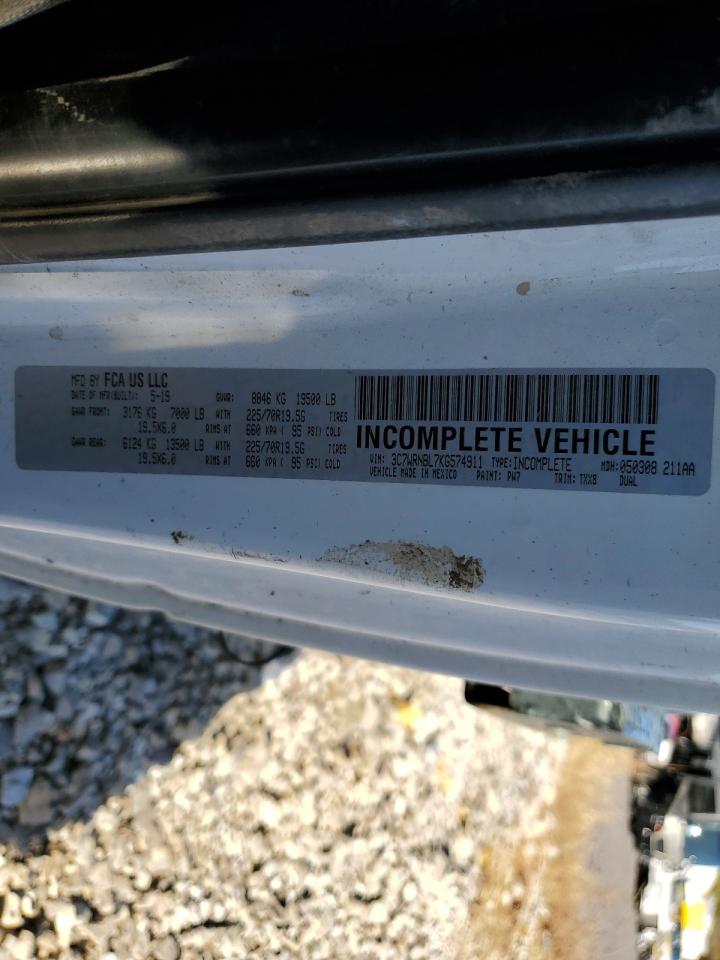 MFD BY FCA US LLC
DATE OF MFR(BUILT): 5-19 GVWR: 8846 KG 19500 LB
GAWR FRONT: 3176 KG 7000 LB WITH 225/70R19.5G TIRES
19.5X6.0 RIMS AT 660 KPA ( 95 PSI) COLD
GAWR REAR: 6124 KG 13500 LB WITH 225/70R19.5G TIRES
19.5X6.0 RIMS AT 660 KPA ( 95 PSI) COLD
INCOMPLETE VEHICLE
VIN: 3C7WRNBL7KG574911 TYPE: INCOMPLETE MDH: 050308 211AA
VEHICLE MADE IN MEXICO PAINT: PW7 TRIM: TXX8 DUAL